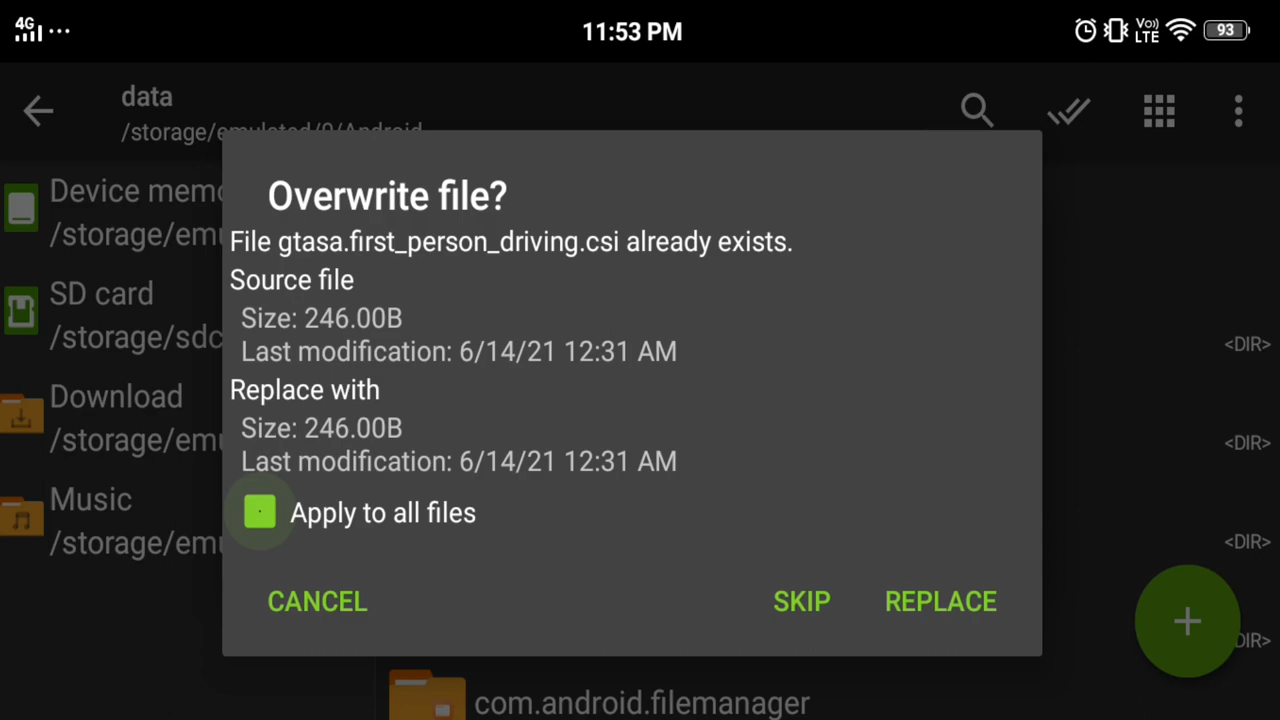 4G
11:53 PM
Vo)
LTE
93
data
/storage/emulated/0/Android
Device memo
/storage/emu
SD card
/storage/sdc
Download
/storage/emu
Music
/storage/emu
Overwrite file?
File gtasa.first_person_driving.csi already exists.
Source file
Size: 246.00B
Last modification: 6/14/21 12:31 AM
Replace with
Size: 246.00B
Last modification: 6/14/21 12:31 AM
Apply to all files
CANCEL
SKIP
REPLACE
<DIR>
<DIR>
<DIR>
DIR>
com.android.filemanager